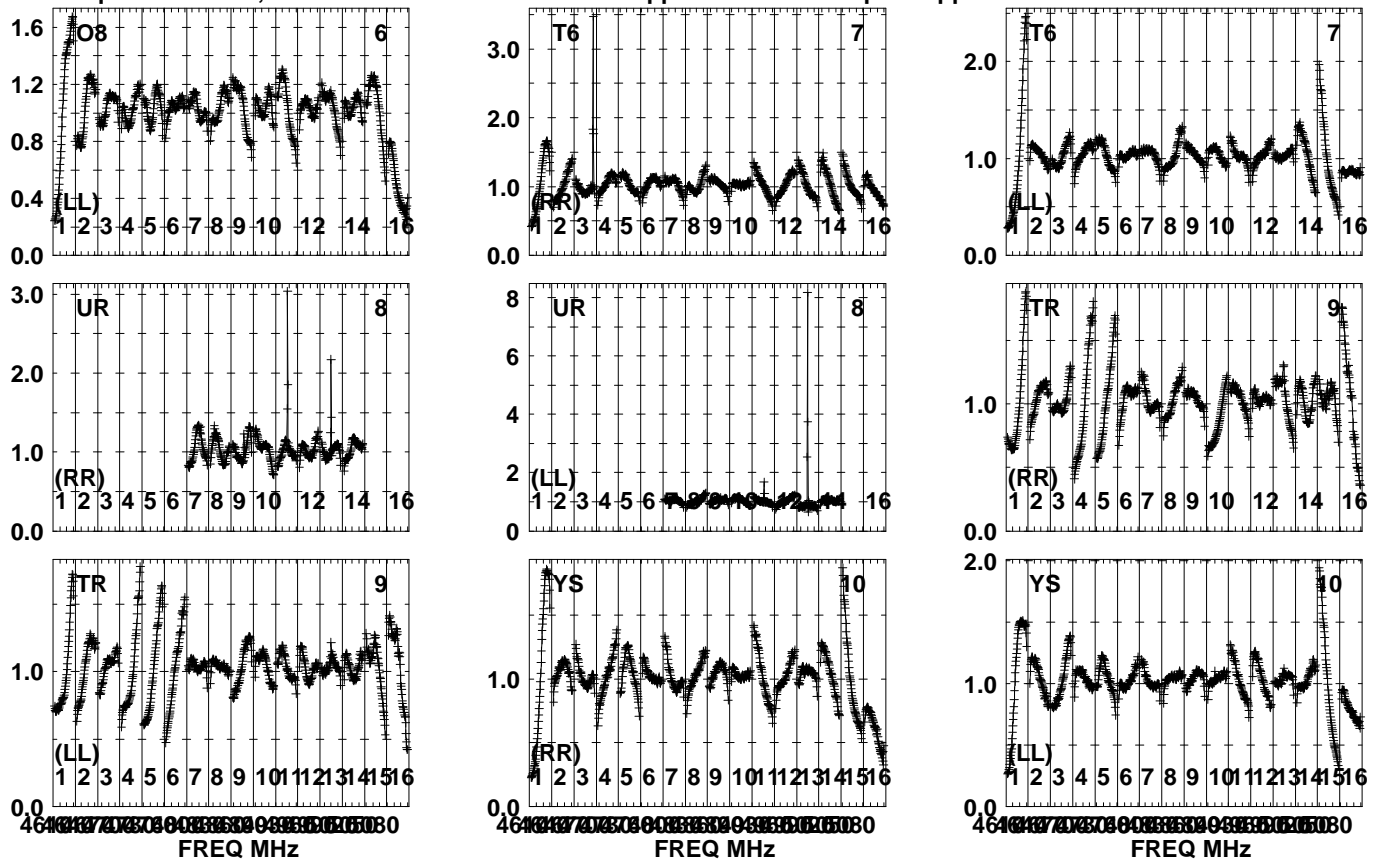 1.6 O8 6
1.2
0.8
0.4 (LL)
1 2 3 4 5 6 7 8 9 10 12 14 16
0.0
T6 7
3.0
2.0
1.0
(RR)
1 2 3 4 5 6 7 8 9 10 12 14 16
0.0
T6 7
2.0
1.0
(LL)
1 2 3 4 5 6 7 8 9 10 12 14 16
0.0
3.0 UR 8
2.0
1.0
(RR)
1 2 3 4 5 6 7 8 9 10 12 14 16
0.0
8 UR 8
6
4
2
(LL)
1 2 3 4 5 6 7 8 9 10 12 14 16
0
TR 9
1.0
(RR)
1 2 3 4 5 6 7 8 9 10 12 14 16
0.0
TR 9
1.0
(LL)
1 2 3 4 5 6 7 8 9 10 11 12 13 14 15 16
0.0
FREQ MHz
YS 10
1.0
(RR)
1 2 3 4 5 6 7 8 9 10 11 12 13 14 15 16
0.0
FREQ MHz
2.0 YS 10
1.0
(LL)
1 2 3 4 5 6 7 8 9 10 11 12 13 14 15 16
0.0
FREQ MHz